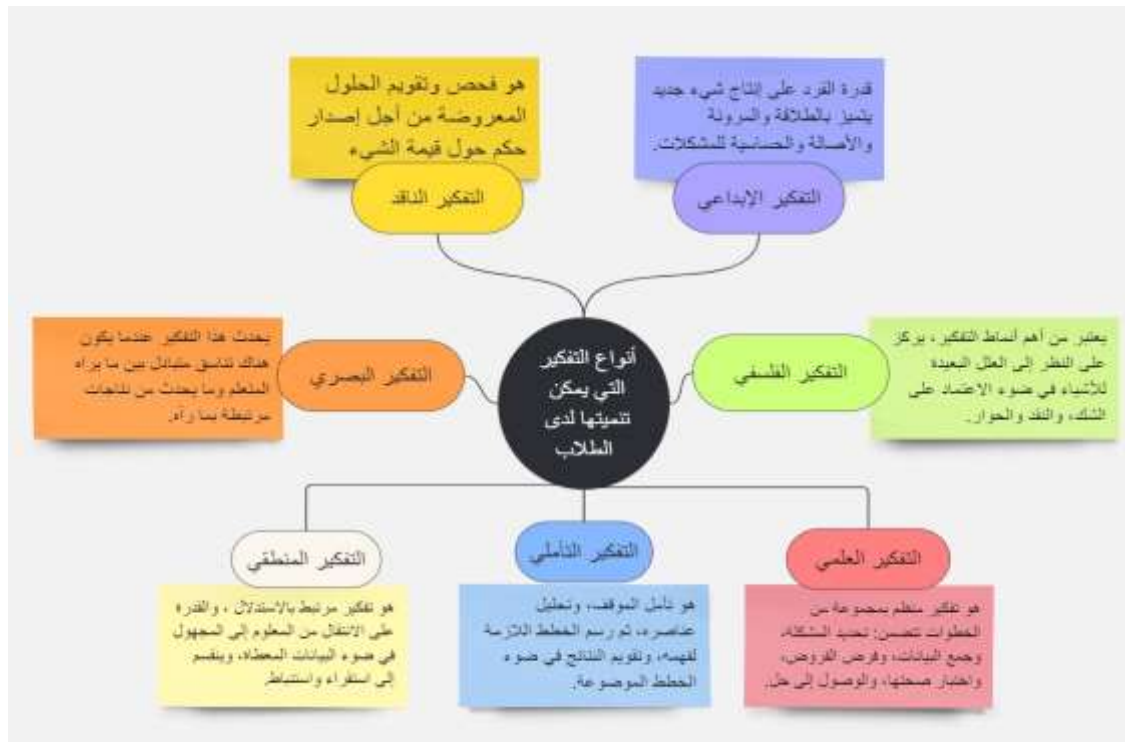 أنواع التفكير
التي يمكن
تنميتها لدى
الطلاب
قدرة الفرد على إنتاج شيء جديد
يتميز بالطلاقة والمرونة
والأصالة والحساسية للمشكلات.
التفكير الإبداعي
هو فحص وتقويم الحلول
المعروضة من أجل إصدار
حكم حول قيمة الشيء
التفكير الناقد
يعتبر من أهم أنماط التفكير، يركز
على النظر إلى العلل البعيدة
للأشياء في ضوء الاعتماد على
الشك، والنقد والحوار.
التفكير الفلسفي
يحدث هذا التفكير عندما يكون
هناك تناسق متبادل بين ما يراه
المتعلم وما يحدث من نتاجات
مرتبطة بما رآه.
التفكير البصري
التفكير العلمي
هو تفكير منظم بمجموعة من
الخطوات تتضمن: تحديد المشكلة،
وجمع البيانات، وفرض الفروض،
واختبار صحتها، والوصول إلى حل.
التفكير التأملي
هو تأمل الموقف، وتحليل
عناصره، ثم رسم الخطط اللازمة
لفهمه، وتقويم النتائج في ضوء
الخطط الموضوعة.
التفكير المنطقي
هو تفكير مرتبط بالاستدلال، والقدرة
على الانتقال من المعلوم إلى المجهول
في ضوء البيانات المعطاة، وينقسم
إلى استقراء واستنباط.